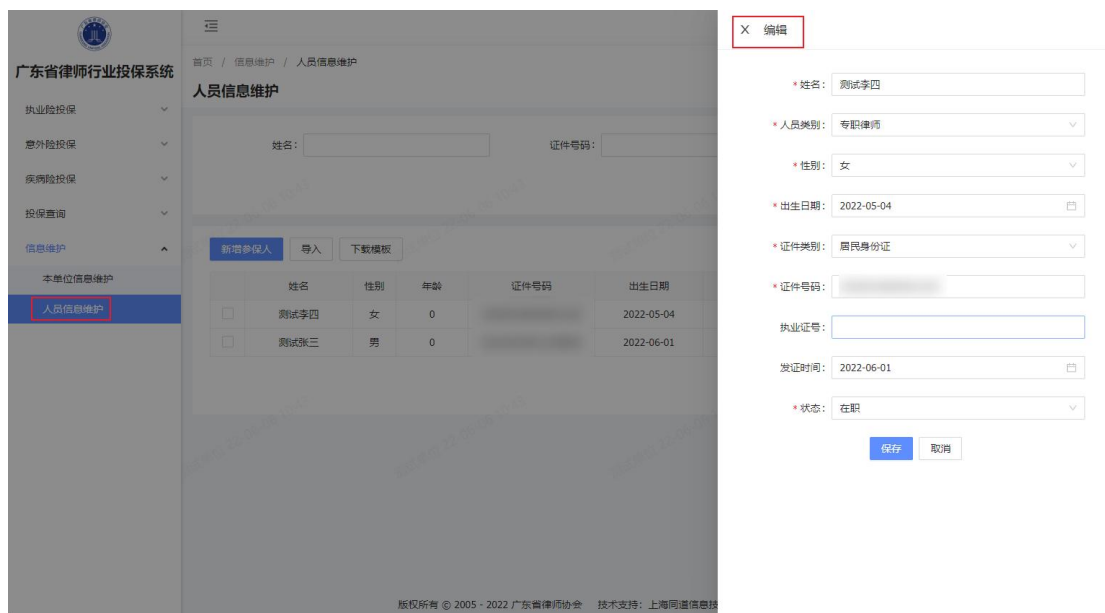 广东省律师行业投保系统
执业险投保
意外险投保
疾病险投保
投保查询
信息维护
本单位信息维护
人员信息维护
首页 / 信息维护 / 人员信息维护
人员信息维护
姓名: 证件号码:
新增参保人 导入 下载模板
姓名 性别 年龄 证件号码 出生日期
测试李四 女 0 2022-05-04
测试张三 男 0 2022-06-01
版权所有 © 2005 - 2022 广东省律师协会 技术支持: 上海同道信息技
X 编辑
* 姓名: 测试李四
* 人员类别: 专职律师
* 性别: 女
* 出生日期: 2022-05-04
* 证件类别: 居民身份证
* 证件号码:
执业证号:
发证时间: 2022-06-01
* 状态: 在职
保存 取消